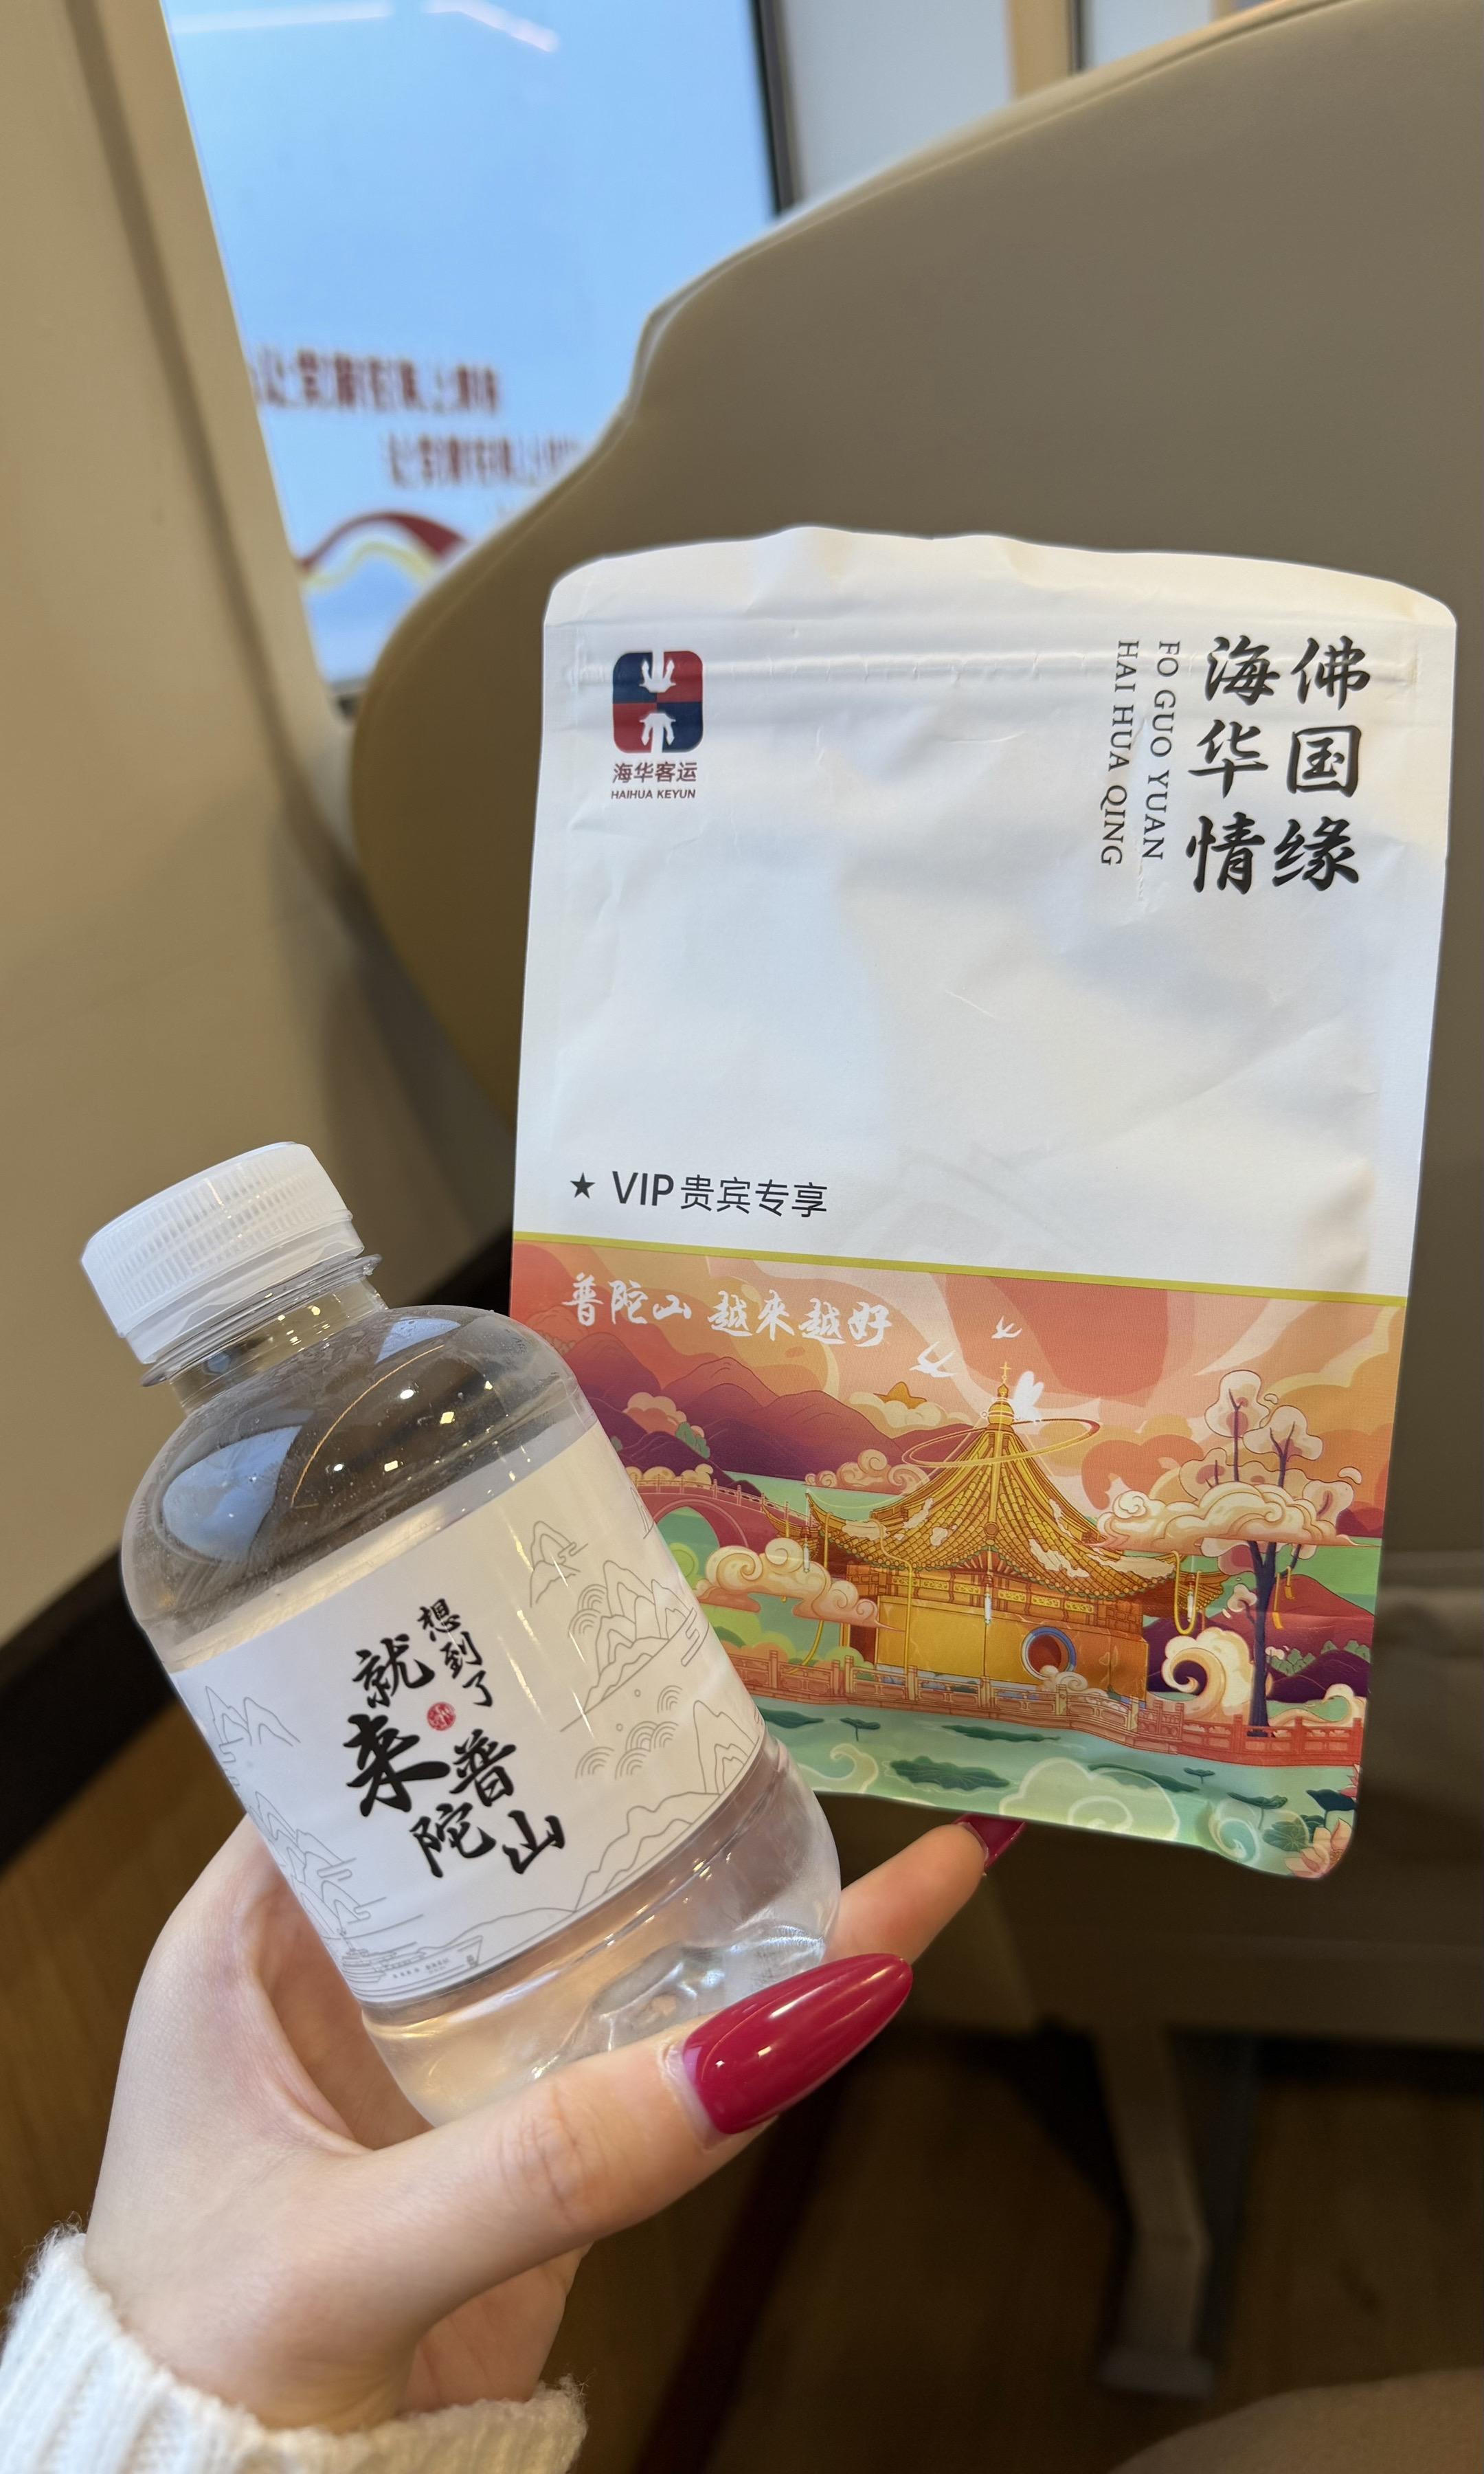 佛国缘
海华情
FO GUO YUAN
HAI HUA QING
海华客运
HAIHUA KEYUN
★ VIP贵宾专享
普陀山 越来越好
想到了
就来
普陀山